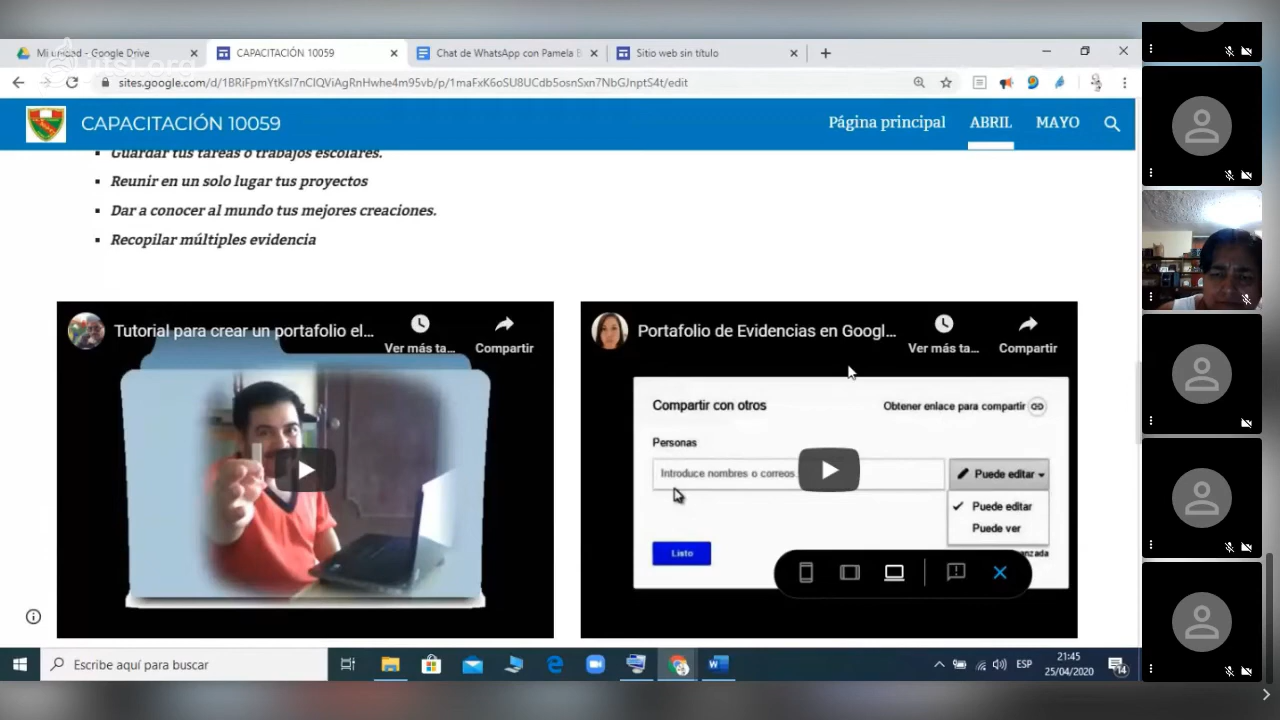 Mi unidad - Google Drive
CAPACITACIÓN 10059
Chat de WhatsApp con Pamela B
Sitio web sin título
jitsi.org
sites.google.com/d/1BRiFpmYtKsI7nClQViAgRnHwhe4m95vb/p/1maFxK6oSU8UCdb5osnSxn7NbGJnptS4t/edit
CAPACITACIÓN 10059
Página principal
ABRIL
MAYO
Guardar tus tareas o trabajos escolares.
Reunir en un solo lugar tus proyectos
Dar a conocer al mundo tus mejores creaciones.
Recopilar múltiples evidencia
Tutorial para crear un portafolio el...
Ver más ta...
Compartir
Portafolio de Evidencias en Googl...
Ver más ta...
Compartir
Compartir con otros
Obtener enlace para compartir
Personas
Introduce nombres o correos
Puede editar
Puede editar
Puede ver
Listo
anzada
Escribe aquí para buscar
ESP
21:45
25/04/2020
14